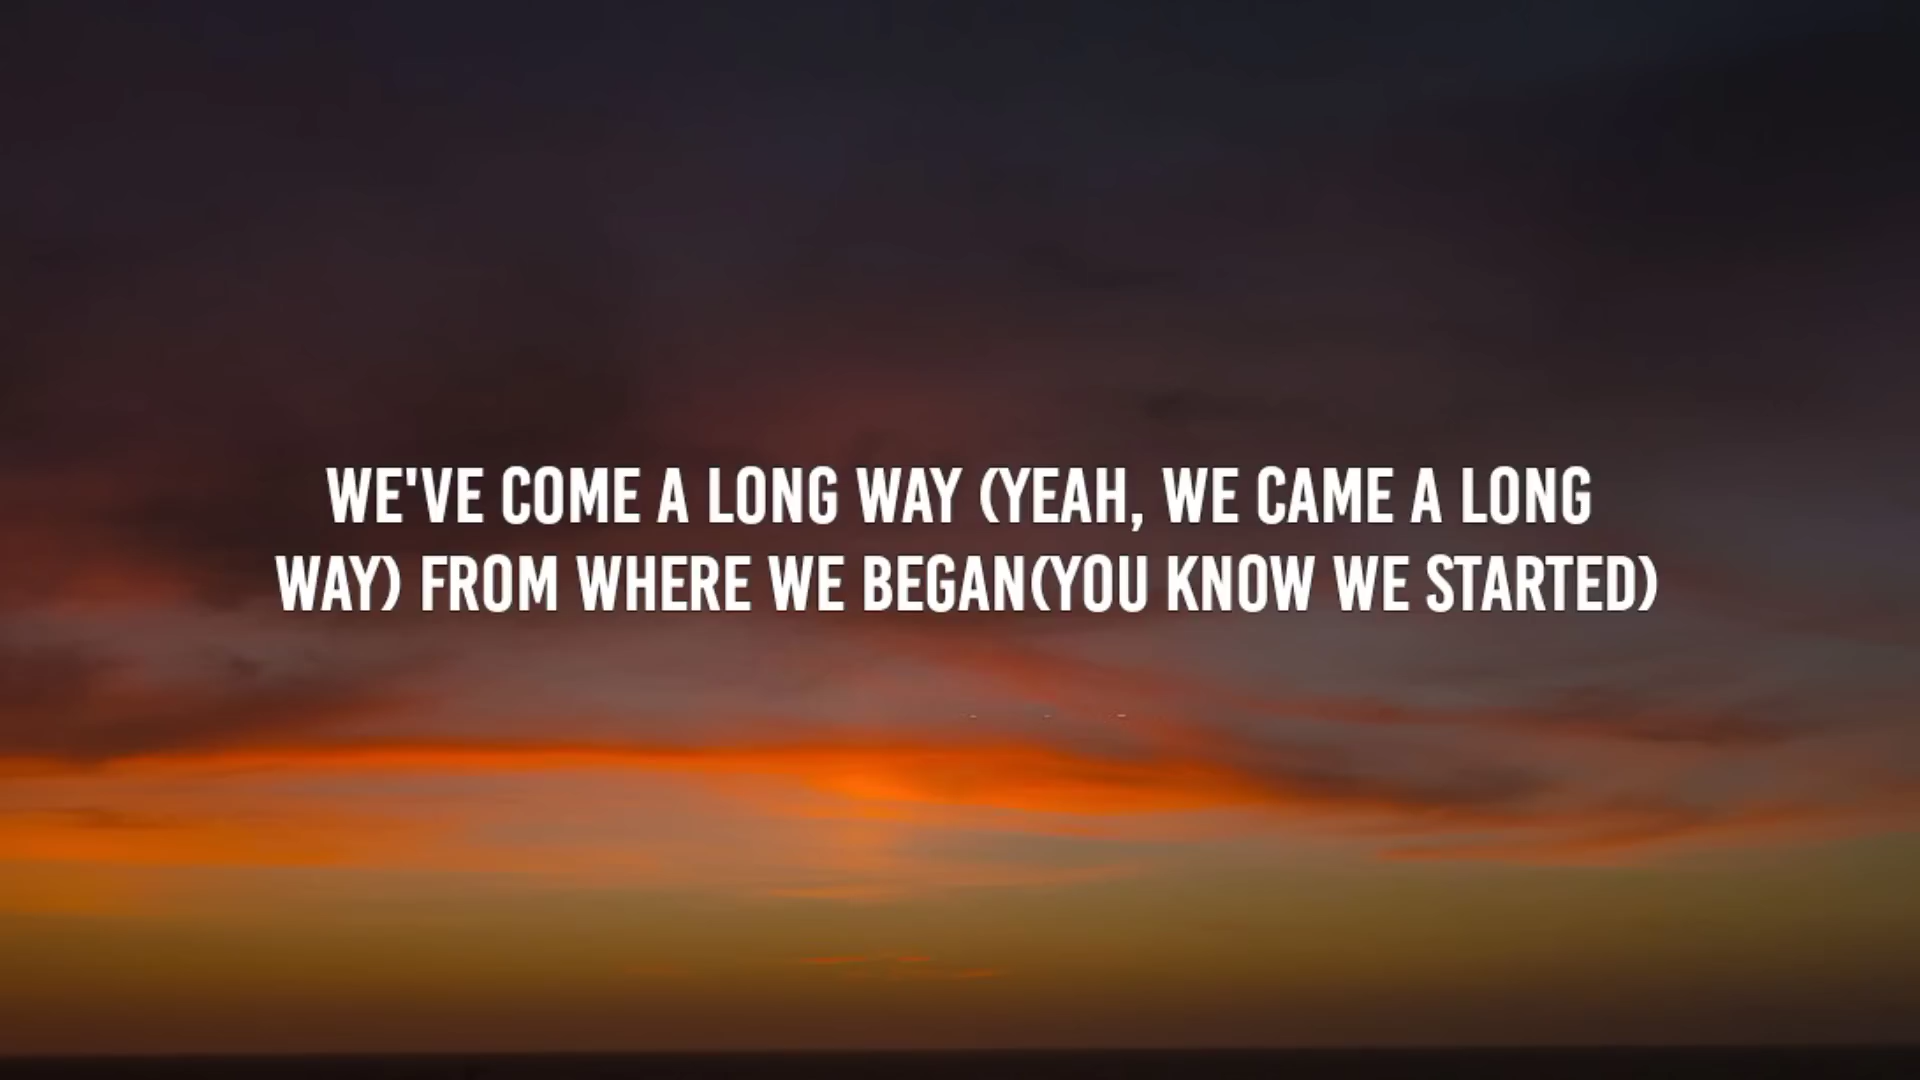 WE'VE COME A LONG WAY (YEAH, WE CAME A LONG
WAY) FROM WHERE WE BEGAN(YOU KNOW WE STARTED)